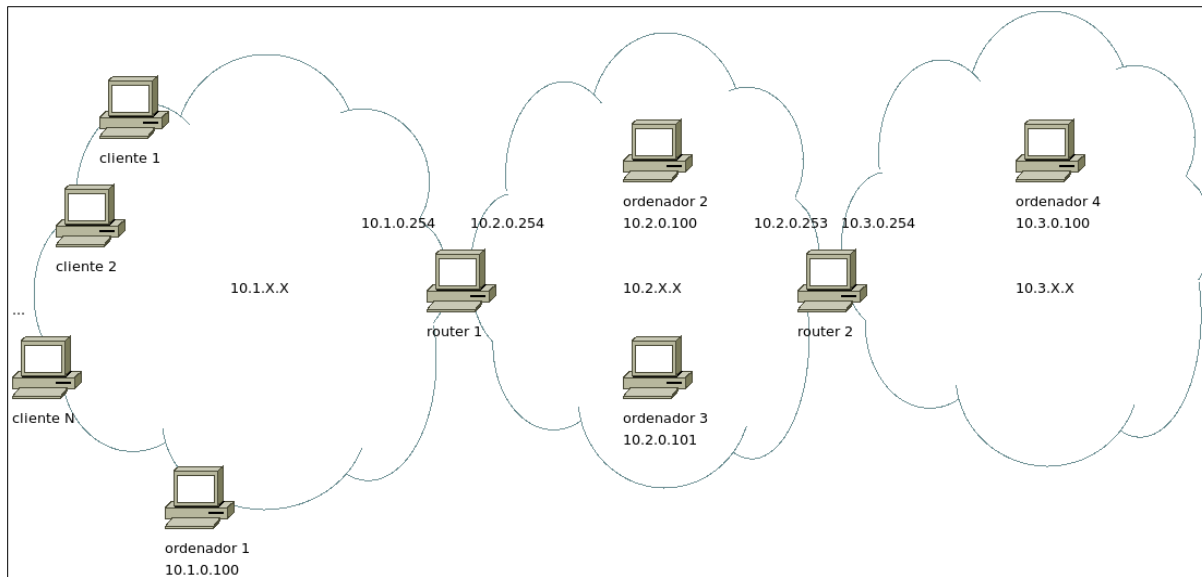 cliente 1
cliente 2
...
cliente N
ordenador 1
10.1.0.100
10.1.X.X
10.1.0.254
10.2.0.254
router 1
ordenador 2
10.2.0.100
10.2.X.X
ordenador 3
10.2.0.101
10.2.0.253
10.3.0.254
router 2
ordenador 4
10.3.0.100
10.3.X.X